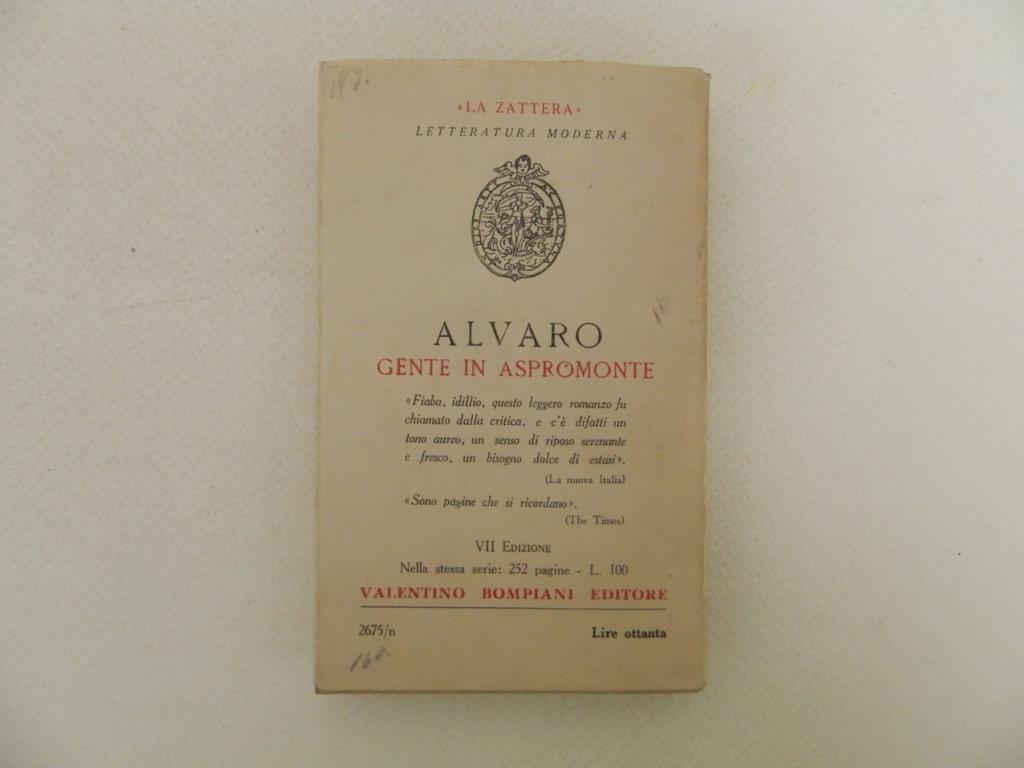 «LA ZATTERA»
LETTERATURA MODERNA
ALVARO
GENTE IN ASPROMONTE
«Fiaba, idillio, questo leggero romanzo fu
chiamato dalla critica, e c'è difatti un
tono aureo, un senso di riposo serenante
e fresco, un bisogno dolce di estasi».
(La nuova Italia)
«Sono pagine che si ricordano».
(The Times)
VII EDIZIONE
Nella stessa serie: 252 pagine - L. 100
VALENTINO BOMPIANI EDITORE
2675/n
Lire ottanta